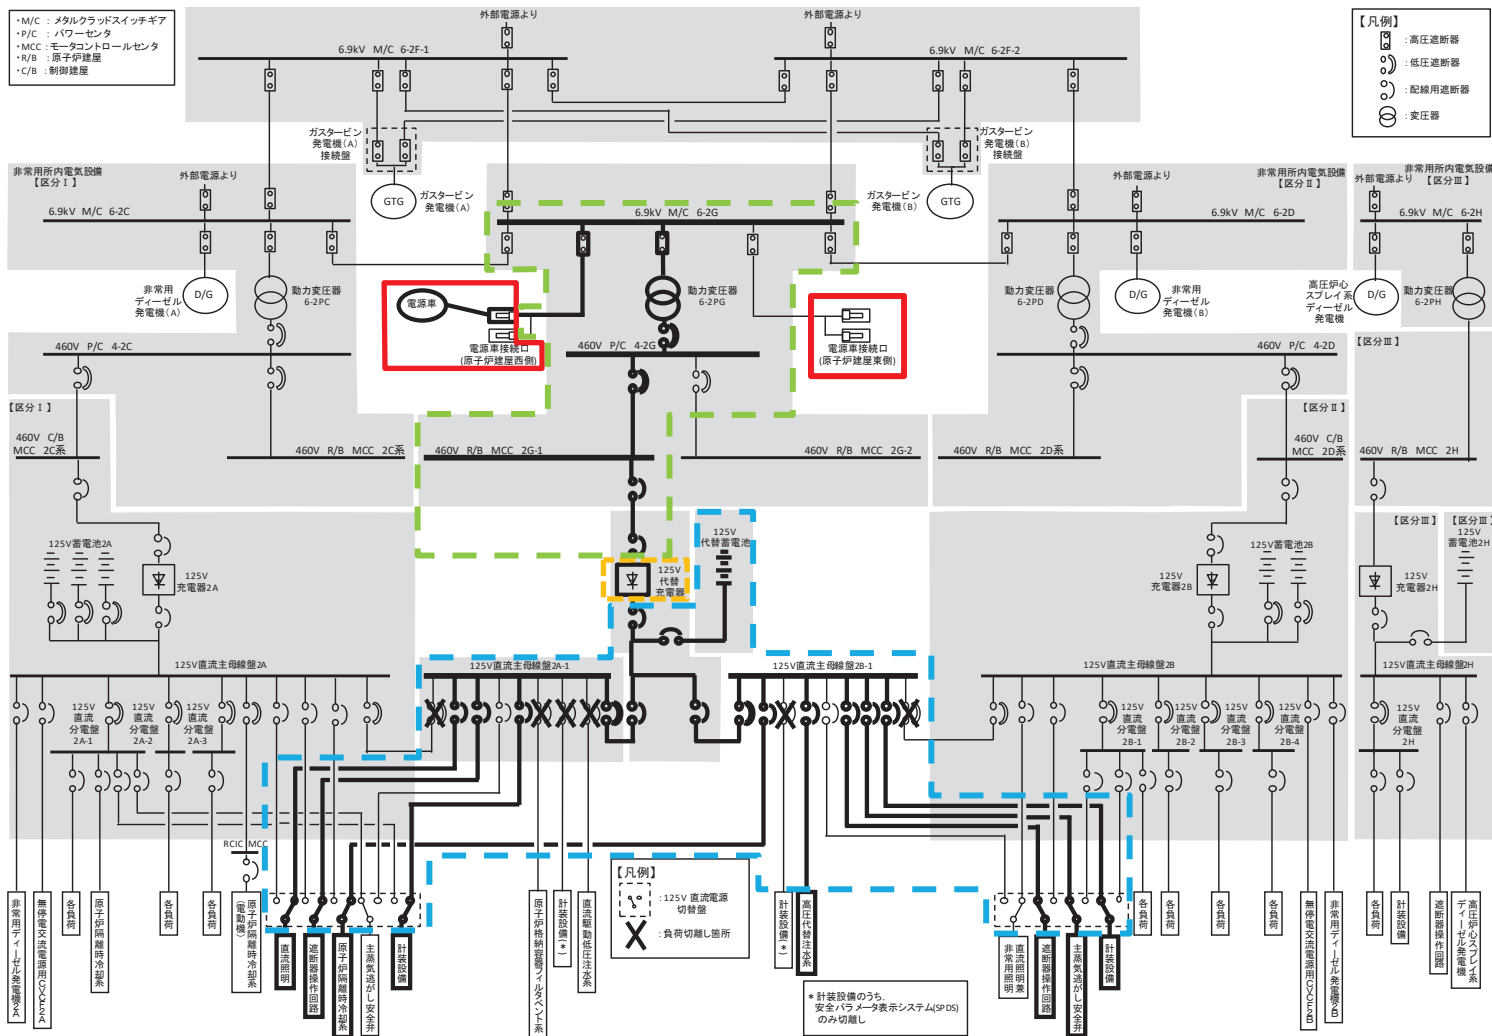 ・M/C ：メタルクラッドスイッチギア
・P/C ：パワーセンタ
・MCC：モータコントロールセンタ
・R/B ：原子炉建屋
・C/B ：制御建屋
外部電源より
外部電源より
6.9kV M/C 6-2F-1
6.9kV M/C 6-2F-2
【凡例】
：高圧遮断器
：低圧遮断器
：配線用遮断器
：変圧器
ガスタービン
発電機(A)
接続盤
ガスタービン
発電機(B)
接続盤
GTG
ガスタービン
発電機(A)
ガスタービン
発電機(B)
GTG
非常用所内電気設備
【区分Ⅰ】
外部電源より
6.9kV M/C 6-2C
6.9kV M/C 6-2G
非常用所内電気設備
【区分Ⅱ】
外部電源より
6.9kV M/C 6-2D
非常用所内電気設備
【区分Ⅲ】
外部電源より
6.9kV M/C 6-2H
非常用
ディーゼル
発電機(A)
D/G
動力変圧器
6-2PC
電源車
電源車接続口
(原子炉建屋西側)
動力変圧器
6-2PG
電源車接続口
(原子炉建屋東側)
動力変圧器
6-2PD
D/G
非常用
ディーゼル
発電機(B)
高圧炉心
スプレイ系
ディーゼル
発電機
D/G
動力変圧器
6-2PH
460V P/C 4-2C
460V P/C 4-2G
460V P/C 4-2D
【区分Ⅲ】
【区分Ⅰ】
【区分Ⅱ】
460V C/B
MCC 2C系
460V R/B MCC 2C系
460V R/B MCC 2G-1
460V R/B MCC 2G-2
460V R/B MCC 2D系
460V C/B
MCC 2D系
460V R/B MCC 2H
125V蓄電池2A
125V
充電器2A
125V
代替
充電器
125V
代替蓄電池
125V
充電器2B
125V蓄電池2B
【区分Ⅲ】
125V
充電器2H
【区分Ⅲ】
125V
蓄電池2H
125V直流主母線盤2A
125V直流主母線盤2A-1
125V直流主母線盤2B-1
125V直流主母線盤2B
125V直流主母線盤2H
125V
直流
分電盤
2A-1
125V
直流
分電盤
2A-2
125V
直流
分電盤
2A-3
125V
直流
分電盤
2B-1
125V
直流
分電盤
2B-2
125V
直流
分電盤
2B-3
125V
直流
分電盤
2B-4
125V
直流
分電盤
2H
RCIC MCC
非常用ディーゼル発電機2A
無停電交流電源用CVCF2A
各負荷
原子炉隔離時冷却系
各負荷
各負荷
原子炉隔離時冷却系
(電動機)
直流照明
遮断器操作回路
原子炉隔離時冷却系
主蒸気逃がし安全弁
計装設備
原子炉格納容器フィルタベント系
計装設備(*)
直流駆動低圧注水系
【凡例】
：125V 直流電源
切替盤
：負荷切離し箇所
計装設備(*)
高圧代替注水系
直流照明兼
非常用照明
遮断器操作回路
主蒸気逃がし安全弁
計装設備
各負荷
各負荷
各負荷
各負荷
無停電交流電源用CVCF2B
非常用ディーゼル発電機2B
各負荷
計装設備
遮断器操作回路
高圧炉心スプレイ系
ディーゼル発電機
* 計装設備のうち、
安全パラメータ表示システム(SPDS)
のみ切離し